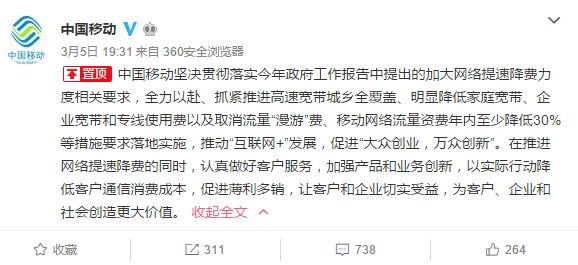 中国移动
3月5日 19:31 来自 360安全浏览器
中国移动
置顶 中国移动坚决贯彻落实今年政府工作报告中提出的加大网络提速降费力
度相关要求，全力以赴、抓紧推进高速宽带城乡全覆盖、明显降低家庭宽带、企
业宽带和专线使用费以及取消流量“漫游”费、移动网络流量资费年内至少降低30%
等措施要求落地实施，推动“互联网+”发展，促进“大众创业，万众创新”。在推进
网络提速降费的同时，认真做好客户服务，加强产品和业务创新，以实际行动降
低客户通信消费成本，促进薄利多销，让客户和企业切实受益，为客户、企业和
社会创造更大价值。 收起全文
收藏 311 738 264